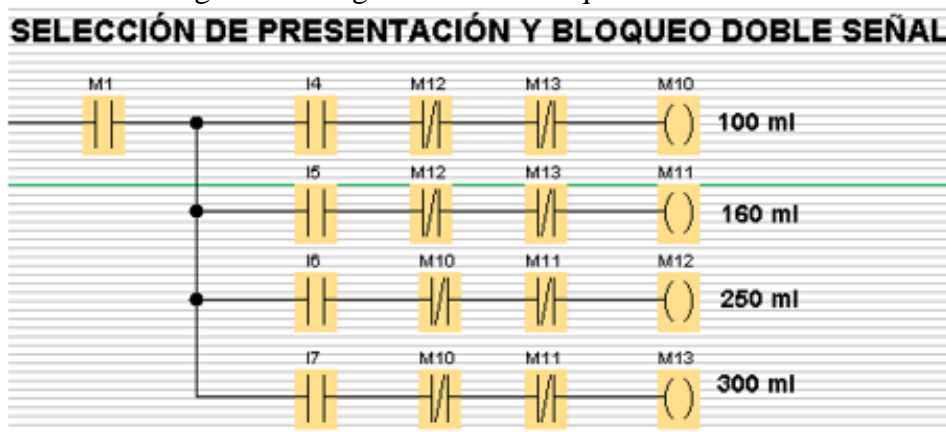 SELECCIÓN DE PRESENTACIÓN Y BLOQUEO DOBLE SEÑAL
M1 I4 M12 M13 M10
100 ml
I5 M12 M13 M11
160 ml
I6 M10 M11 M12
250 ml
I7 M10 M11 M13
300 ml